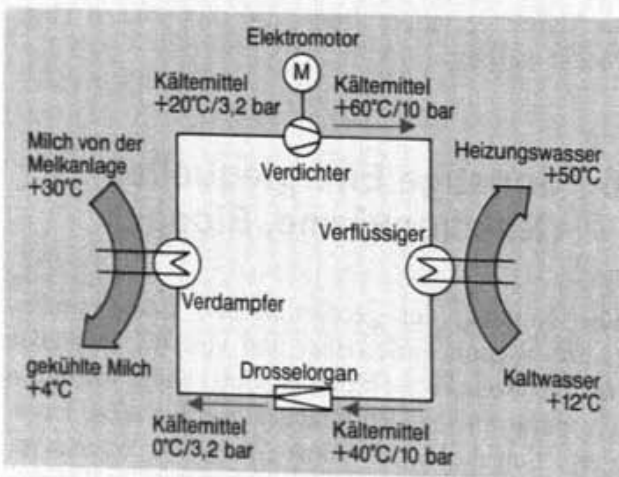 Elektromotor
M
Kältemittel
+20°C/3,2 bar
Kältemittel
+60°C/10 bar
Milch von der
Melkanlage
+30°C
Verdichter
Heizungswasser
+50°C
Verflüssiger
Verdampfer
gekühlte Milch
+4°C
Drosselorgan
Kaltwasser
+12°C
Kältemittel
0°C/3,2 bar
Kältemittel
+40°C/10 bar